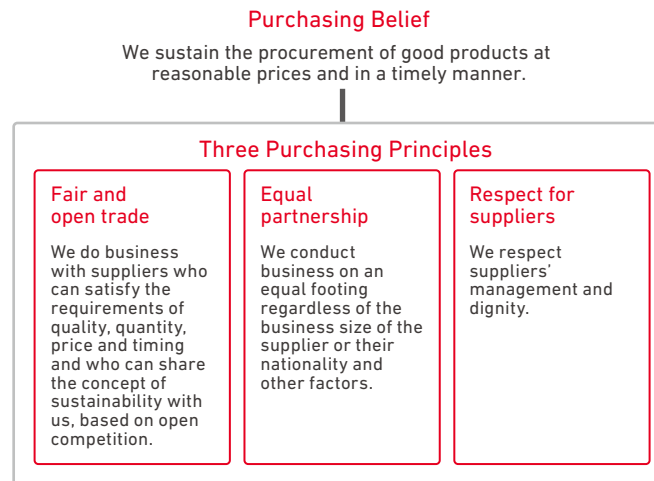 Purchasing Belief
We sustain the procurement of good products at
reasonable prices and in a timely manner.
Three Purchasing Principles
Fair and
open trade
We do business
with suppliers who
can satisfy the
requirements of
quality, quantity,
price and timing
and who can share
the concept of
sustainability with
us, based on open
competition.
Equal
partnership
We conduct
business on an
equal footing
regardless of the
business size of the
supplier or their
nationality and
other factors.
Respect for
suppliers
We respect
suppliers’
management and
dignity.